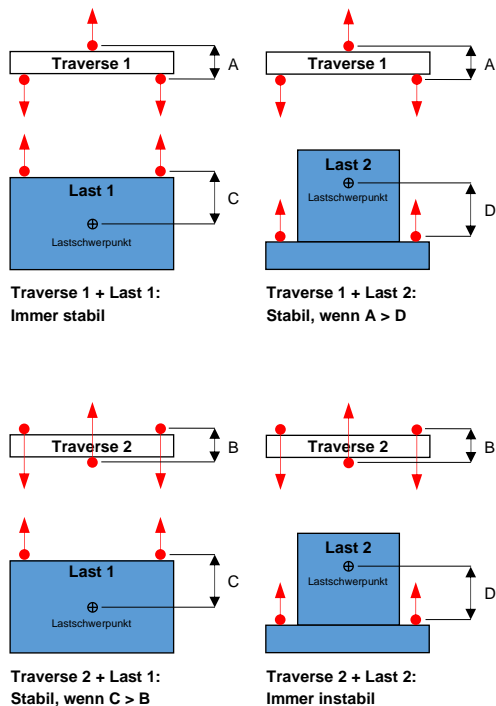 Traverse 1
A
Last 1
Lastschwerpunkt
C
Traverse 1 + Last 1:
Immer stabil
Traverse 1
A
Last 2
Lastschwerpunkt
D
Traverse 1 + Last 2:
Stabil, wenn A > D
Traverse 2
B
Last 1
Lastschwerpunkt
C
Traverse 2 + Last 1:
Stabil, wenn C > B
Traverse 2
B
Last 2
Lastschwerpunkt
D
Traverse 2 + Last 2:
Immer instabil